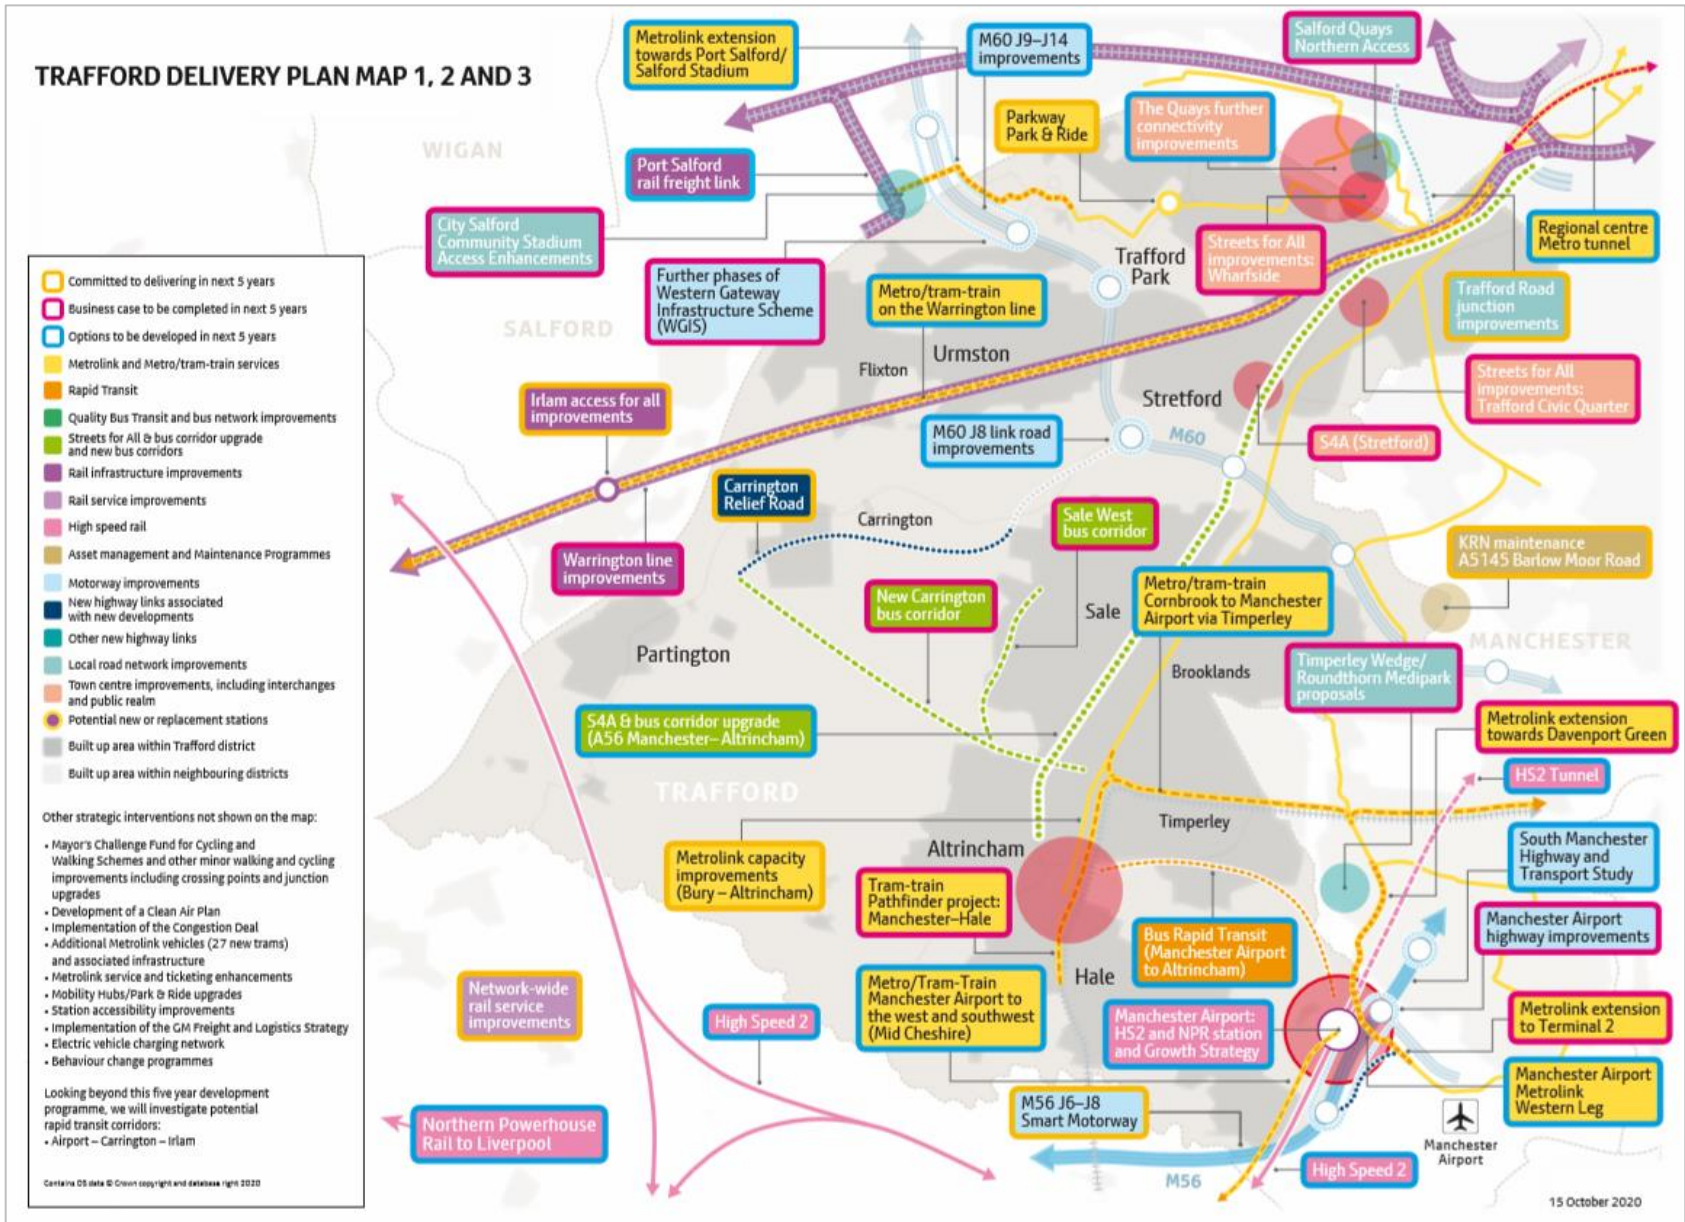 TRAFFORD DELIVERY PLAN MAP 1, 2 AND 3
Metrolink extension
towards Port Salford/
Salford Stadium
M60 J9–J14
improvements
Salford Quays
Northern Access
Parkway
Park & Ride
The Quays further
connectivity
improvements
WIGAN
Port Salford
rail freight link
City Salford
Community Stadium
Access Enhancements
Regional centre
Metro tunnel
Trafford
Park
Streets for All
improvements:
Wharfside
Further phases of
Western Gateway
Infrastructure Scheme
(WGIS)
Metro/tram-train
on the Warrington line
Trafford Road
junction
improvements
SALFORD
Urmston
Flixton
Stretford
Streets for All
improvements:
Trafford Civic Quarter
Irlam access for all
improvements
M60 J8 link road
improvements
M60
S4A (Stretford)
Carrington
Relief Road
Carrington
Sale West
bus corridor
KRN maintenance
A5145 Barlow Moor Road
Warrington line
improvements
New Carrington
bus corridor
Sale
Metro/tram-train
Cornbrook to Manchester
Airport via Timperley
MANCHESTER
Partington
Brooklands
Timperley Wedge/
Roundthorn Medipark
proposals
S4A & bus corridor upgrade
(A56 Manchester–Altrincham)
Metrolink extension
towards Davenport Green
HS2 Tunnel
TRAFFORD
Timperley
Altrincham
Metrolink capacity
improvements
(Bury – Altrincham)
South Manchester
Highway and
Transport Study
Tram-train
Pathfinder project:
Manchester–Hale
Manchester Airport
highway improvements
Bus Rapid Transit
(Manchester Airport
to Altrincham)
Hale
Network-wide
rail service
improvements
High Speed 2
Metro/Tram-Train
Manchester Airport to
the west and southwest
(Mid Cheshire)
Manchester Airport:
HS2 and NPR station
and Growth Strategy
Metrolink extension
to Terminal 2
Manchester Airport
Metrolink
Western Leg
M56 J6–J8
Smart Motorway
Northern Powerhouse
Rail to Liverpool
Manchester
Airport
High Speed 2
M56
15 October 2020
Committed to delivering in next 5 years
Business case to be completed in next 5 years
Options to be developed in next 5 years
Metrolink and Metro/tram-train services
Rapid Transit
Quality Bus Transit and bus network improvements
Streets for All & bus corridor upgrade
and new bus corridors
Rail infrastructure improvements
Rail service improvements
High speed rail
Asset management and Maintenance Programmes
Motorway improvements
New highway links associated
with new developments
Other new highway links
Local road network improvements
Town centre improvements, including interchanges
and public realm
Potential new or replacement stations
Built up area within Trafford district
Built up area within neighbouring districts
Other strategic interventions not shown on the map:
• Mayor's Challenge Fund for Cycling and
Walking Schemes and other minor walking and cycling
improvements including crossing points and junction
upgrades
• Development of a Clean Air Plan
• Implementation of the Congestion Deal
• Additional Metrolink vehicles (27 new trams)
and associated infrastructure
• Metrolink service and ticketing enhancements
• Mobility Hubs/Park & Ride upgrades
• Station accessibility improvements
• Implementation of the GM Freight and Logistics Strategy
• Electric vehicle charging network
• Behaviour change programmes
Looking beyond this five year development
programme, we will investigate potential
rapid transit corridors:
• Airport – Carrington – Irlam
Contains OS data © Crown copyright and database right 2020